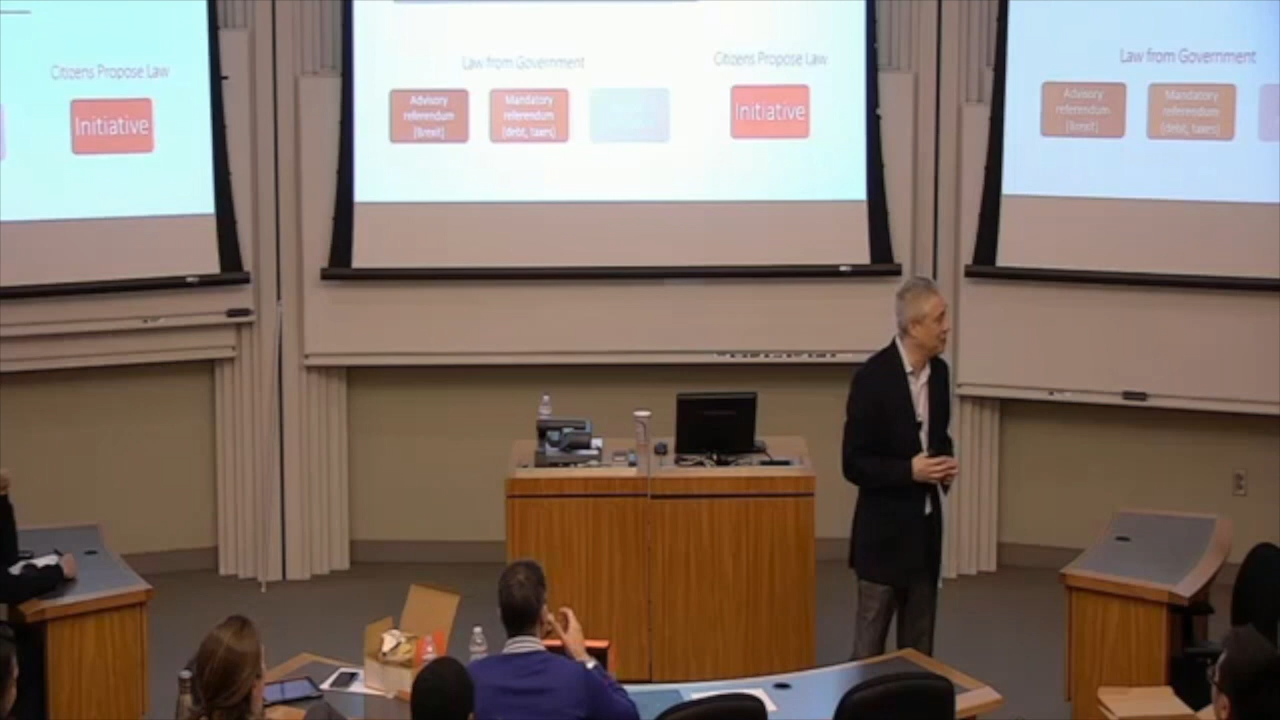 Citizens Propose Law
Initiative
Law from Government
Citizens Propose Law
Advisory
referendum
(Brexit)
Mandatory
referendum
(debt, taxes)
Initiative
Law from Government
Advisory
referendum
(Brexit)
Mandatory
referendum
(debt, taxes)